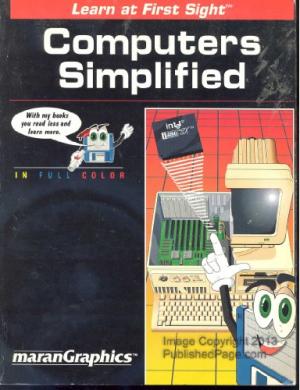 Learn at First Sight™
Computers
Simplified
With my books
you read less and
learn more.
IN FULL COLOR
intel
maranGraphics™
Image Copyright 2013
PublishedPage.com